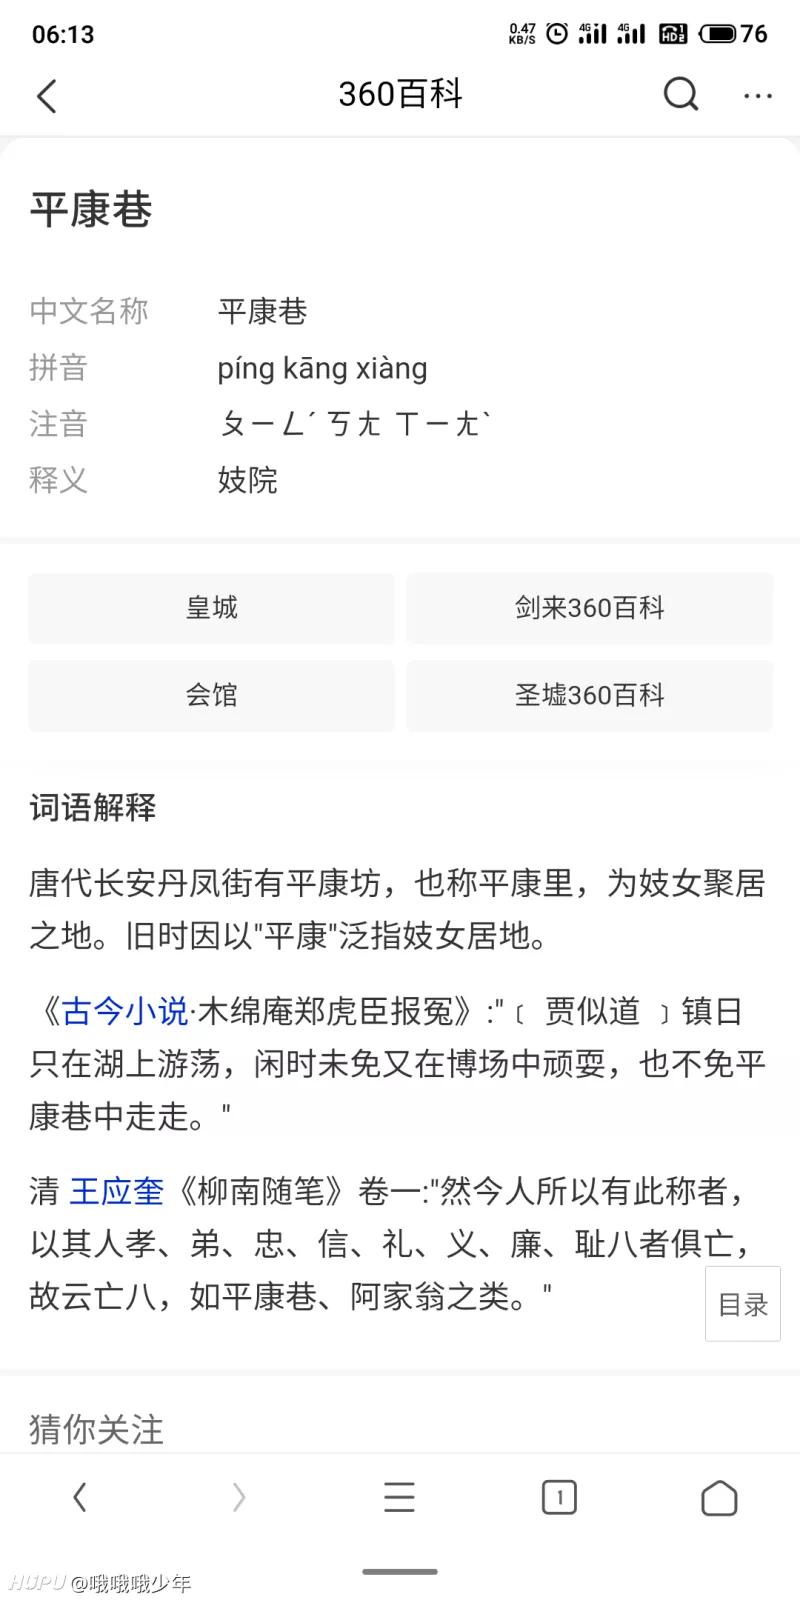 06:13
0.47
KB/S
4G
4G
HD 1
2
76
360百科
平康巷
中文名称 平康巷
拼音 píng kāng xiàng
注音 ㄆㄧㄥˊ ㄎㄤ ㄒㄧㄤˋ
释义 妓院
皇城 剑来360百科
会馆 圣墟360百科
词语解释
唐代长安丹凤街有平康坊，也称平康里，为妓女聚居
之地。旧时因以"平康"泛指妓女居地。
《古今小说·木绵庵郑虎臣报冤》:"﹝ 贾似道 ﹞镇日
只在湖上游荡，闲时未免又在博场中顽耍，也不免平
康巷中走走。"
清 王应奎《柳南随笔》卷一:"然今人所以有此称者，
以其人孝、弟、忠、信、礼、义、廉、耻八者俱亡，
故云亡八，如平康巷、阿家翁之类。"
目录
猜你关注
1
HUPU @哦哦哦少年